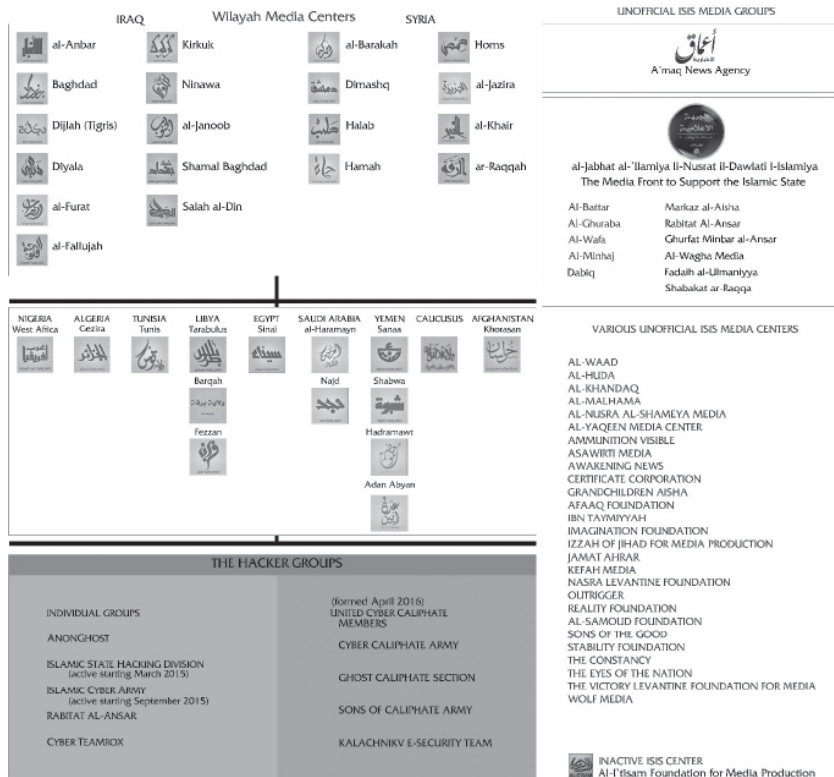 Wilayah Media Centers
IRAQ
SYRIA
al-Anbar
Baghdad
Dijlah (Tigris)
Diyala
al-Furat
al-Fallujah
Kirkuk
Ninawa
al-Janoob
Shamal Baghdad
Salah al-Din
al-Barakah
Dimashq
Halab
Hamah
Homs
al-Jazira
al-Khair
ar-Raqqah
NIGERIA
West Africa
ALGERIA
Gezira
TUNISIA
Tunis
LIBYA
Tarabulus
Barqah
Fezzan
EGYPT
Sinai
SAUDI ARABIA
al-Haramayn
Najd
YEMEN
Sanaa
Shabwa
Hadramawt
Adan Abyan
CAUCUSUS
AFGHANISTAN
Khorasan
THE HACKER GROUPS
INDIVIDUAL GROUPS
ANONGHOST
ISLAMIC STATE HACKING DIVISION
(active starting March 2015)
ISLAMIC CYBER ARMY
(active starting September 2015)
RABITAT AL-ANSAR
CYBER TEAMROX
(formed April 2016)
UNITED CYBER CALIPHATE
MEMBERS
CYBER CALIPHATE ARMY
GHOST CALIPHATE SECTION
SONS OF CALIPHATE ARMY
KALACHNIKV E-SECURITY TEAM
UNOFFICIAL ISIS MEDIA GROUPS
أعماق
A'maq News Agency
al-Jabhat al-'Ilamiya li-Nusrat il-Dawlati l-Islamiya
The Media Front to Support the Islamic State
Al-Battar
Al-Ghuraba
Al-Wafa
Al-Minhaj
Dabiq
Markaz al-Aisha
Rabitat Al-Ansar
Ghurfat Minbar al-Ansar
Al-Wagha Media
Fadaih al-Ulmaniyya
Shabakat ar-Raqqa
VARIOUS UNOFFICIAL ISIS MEDIA CENTERS
AL-WAAD
AL-HUDA
AL-KHANDAQ
AL-MALHAMA
AL-NUSRA AL-SHAMEYA MEDIA
AL-YAQEEN MEDIA CENTER
AMMUNITION VISIBLE
ASAWIRTI MEDIA
AWAKENING NEWS
CERTIFICATE CORPORATION
GRANDCHILDREN AISHA
AFAAQ FOUNDATION
IBN TAYMIYYAH
IMAGINATION FOUNDATION
IZZAH OF JIHAD FOR MEDIA PRODUCTION
JAMAT AHRAR
KEFAH MEDIA
NASRA LEVANTINE FOUNDATION
OUTRIGGER
REALITY FOUNDATION
AL-SAMOUD FOUNDATION
SONS OF THE GOOD
STABILITY FOUNDATION
THE CONSTANCY
THE EYES OF THE NATION
THE VICTORY LEVANTINE FOUNDATION FOR MEDIA
WOLF MEDIA
INACTIVE ISIS CENTER
Al-I'tisam Foundation for Media Production